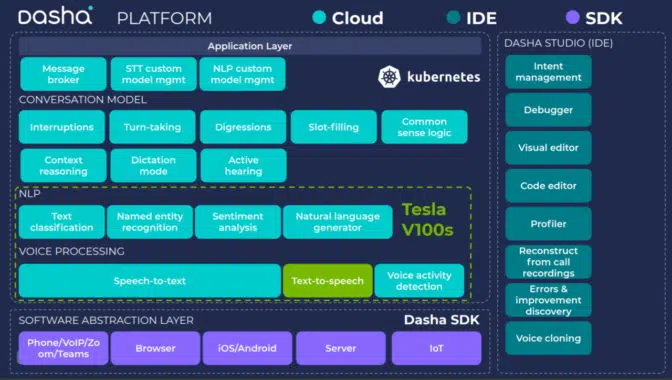 DASHA PLATFORM
Cloud
IDE
SDK
Application Layer
Message
broker
STT custom
model mgmt
NLP custom
model mgmt
kubernetes
CONVERSATION MODEL
Interruptions
Turn-taking
Digressions
Slot-filling
Common
sense logic
Context
reasoning
Dictation
mode
Active
hearing
NLP
Text
classification
Named entity
recognition
Sentiment
analysis
Natural language
generator
Tesla
V100s
VOICE PROCESSING
Speech-to-text
Text-to-speech
Voice activity
detection
SOFTWARE ABSTRACTION LAYER
Dasha SDK
Phone/VoIP/Zo
om/Teams
Browser
iOS/Android
Server
IoT
DASHA STUDIO (IDE)
Intent
management
Debugger
Visual editor
Code editor
Profiler
Reconstruct
from call
recordings
Errors &
improvement
discovery
Voice cloning